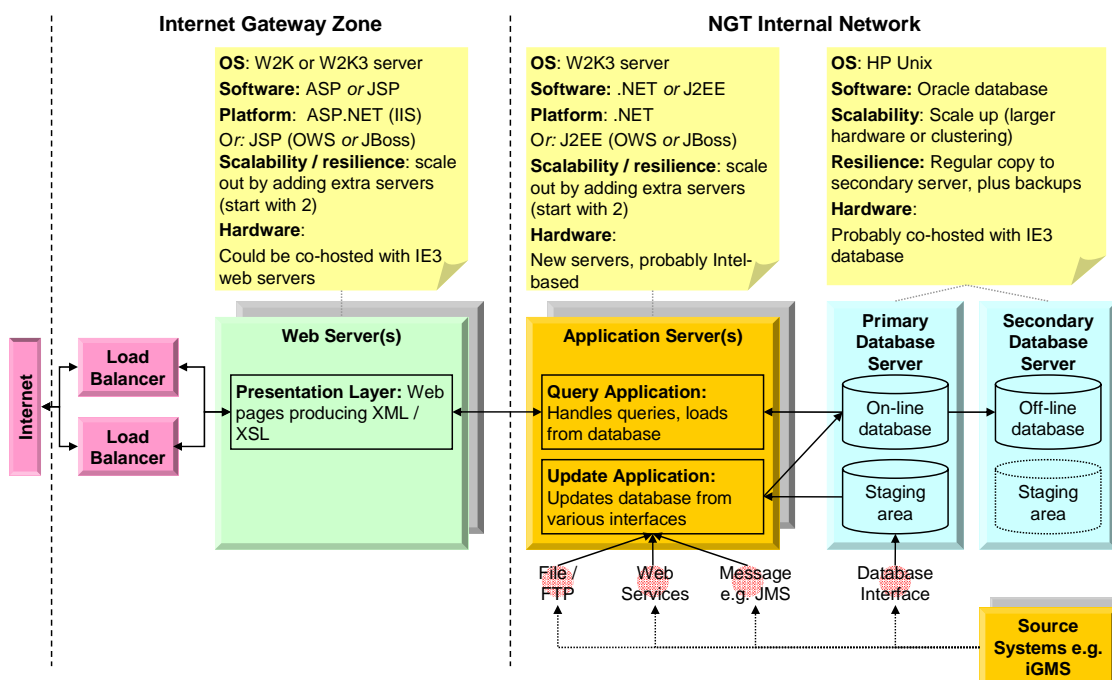 Internet Gateway Zone
NGT Internal Network
OS: W2K or W2K3 server
Software: ASP or JSP
Platform:  ASP.NET (IIS)
Or: JSP (OWS or JBoss)
Scalability / resilience: scale
out by adding extra servers
(start with 2)
Hardware:
Could be co-hosted with IE3
web servers
OS: W2K3 server
Software: .NET or J2EE
Platform: .NET
Or: J2EE (OWS or JBoss)
Scalability / resilience: scale
out by adding extra servers
(start with 2)
Hardware:
New servers, probably Intel-
based
OS: HP Unix
Software: Oracle database
Scalability: Scale up (larger
hardware or clustering)
Resilience: Regular copy to
secondary server, plus backups
Hardware:
Probably co-hosted with IE3
database
Internet
Load
Balancer
Load
Balancer
Web Server(s)
Presentation Layer: Web
pages producing XML /
XSL
Application Server(s)
Query Application:
Handles queries, loads
from database
Update Application:
Updates database from
various interfaces
Primary
Database
Server
On-line
database
Staging
area
Secondary
Database
Server
Off-line
database
Staging
area
File /
FTP
Web
Services
Message
e.g. JMS
Database
Interface
Source
Systems e.g.
iGMS